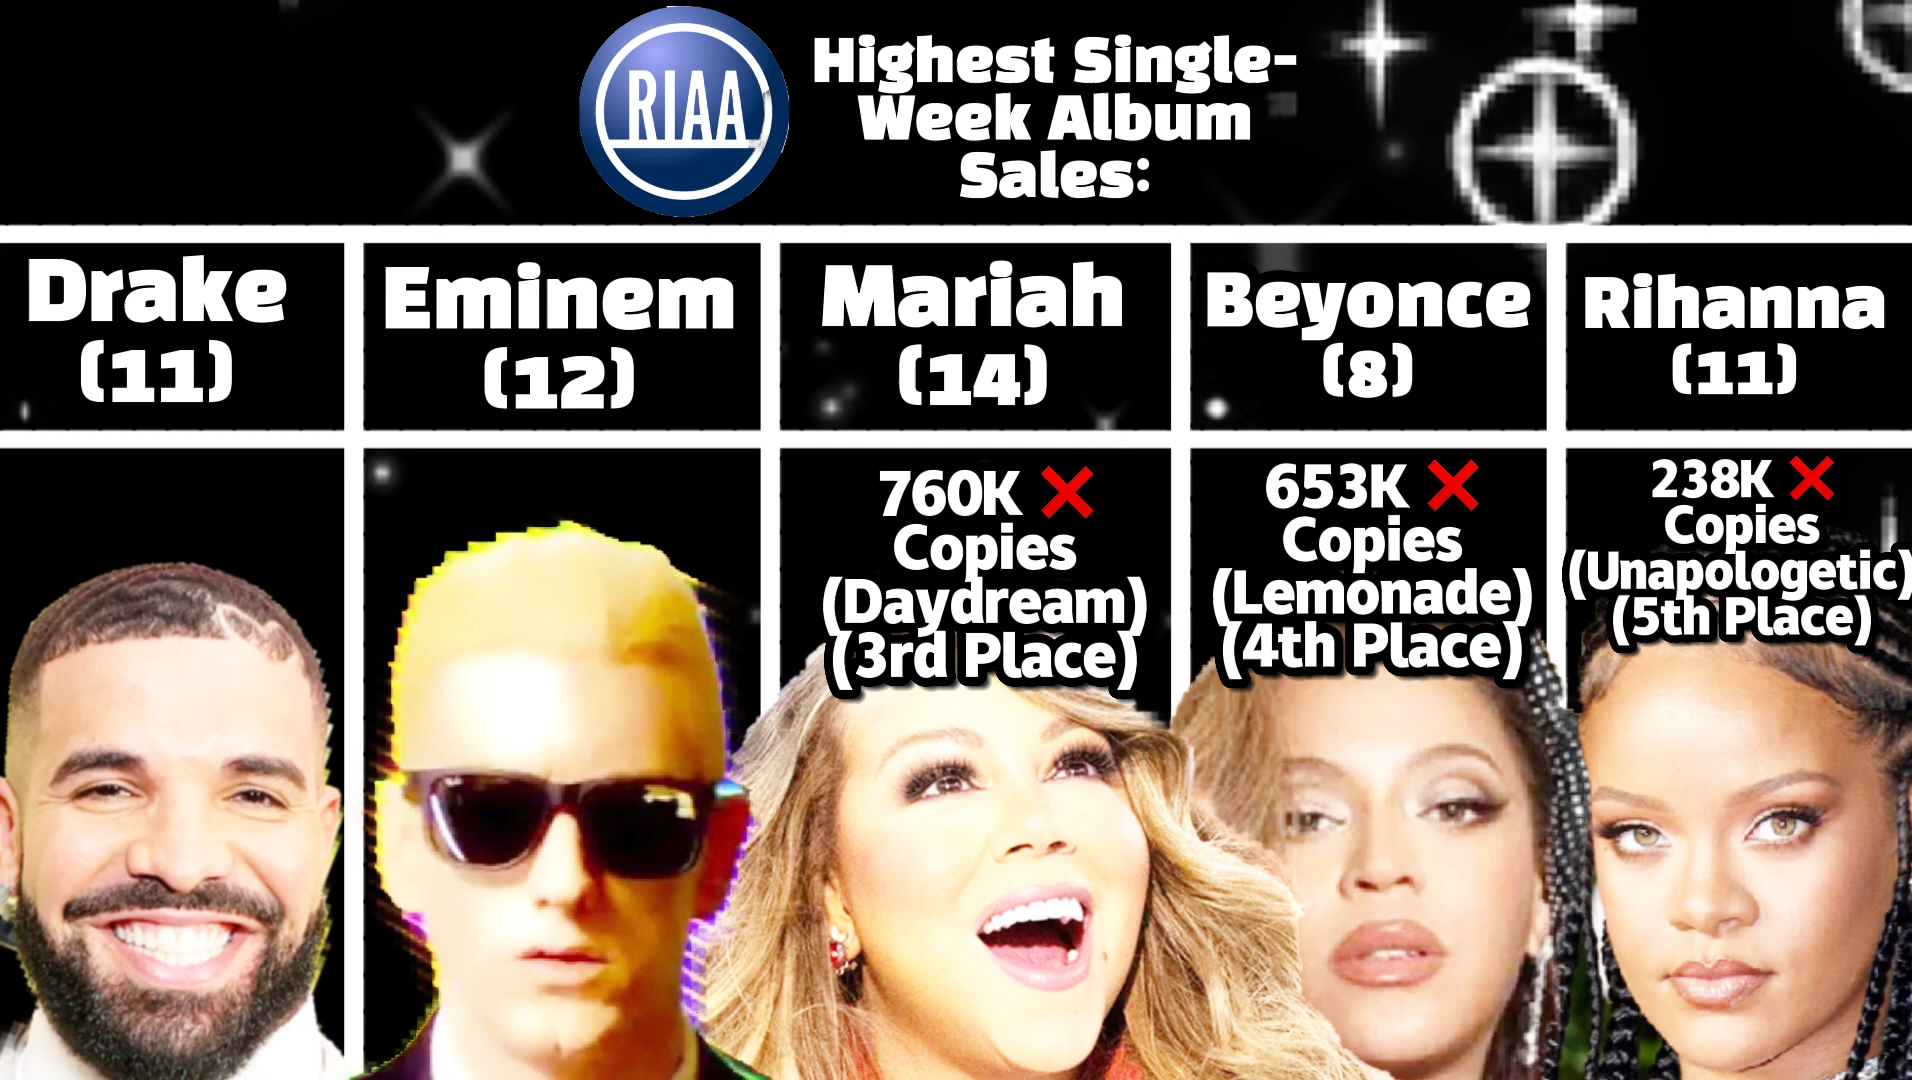 RIAA
Highest Single-
Week Album
Sales:
Drake
(11)
Eminem
(12)
Mariah
(14)
Beyonce
(8)
Rihanna
(11)
760K ❌
Copies
(Daydream)
(3rd Place)
653K ❌
Copies
(Lemonade)
(4th Place)
238K ❌
Copies
(Unapologetic)
(5th Place)